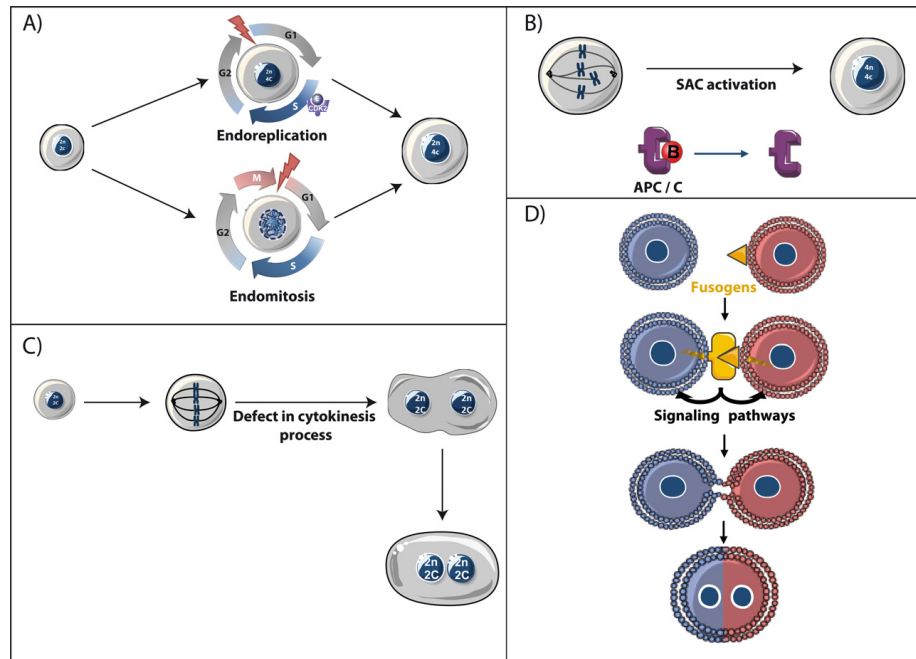 A)
G1
G2
2n
4C
S
E
CDK2
Endoreplication
2n
2c
2n
4c
M
G1
G2
S
Endomitosis
B)
SAC activation
4n
4c
B
APC / C
C)
2n
2C
Defect in cytokinesis
process
2n
2C
2n
2C
2n
2C
2n
2C
D)
Fusogens
Signaling pathways